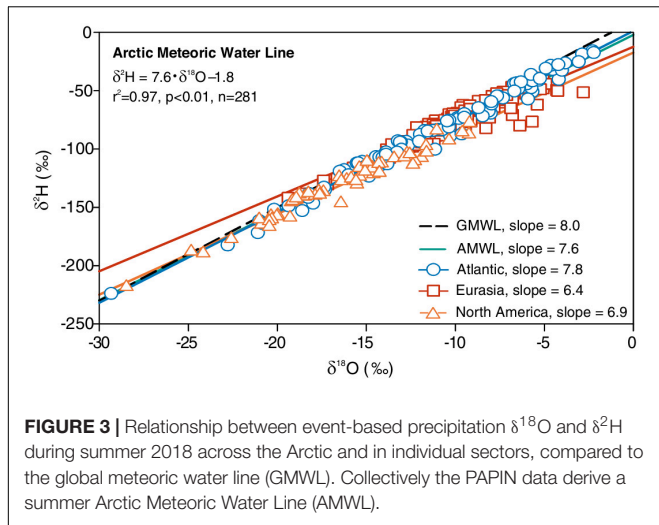 Arctic Meteoric Water Line
δ²H = 7.6•δ¹⁸O–1.8
r²=0.97, p<0.01, n=281
0
-50
-100
-150
-200
-250
δ²H (‰)
GMWL, slope = 8.0
AMWL, slope = 7.6
Atlantic, slope = 7.8
Eurasia, slope = 6.4
North America, slope = 6.9
-30 -25 -20 -15 -10 -5 0
δ¹⁸O (‰)
FIGURE 3 | Relationship between event-based precipitation δ¹⁸O and δ²H
during summer 2018 across the Arctic and in individual sectors, compared to
the global meteoric water line (GMWL). Collectively the PAPIN data derive a
summer Arctic Meteoric Water Line (AMWL).